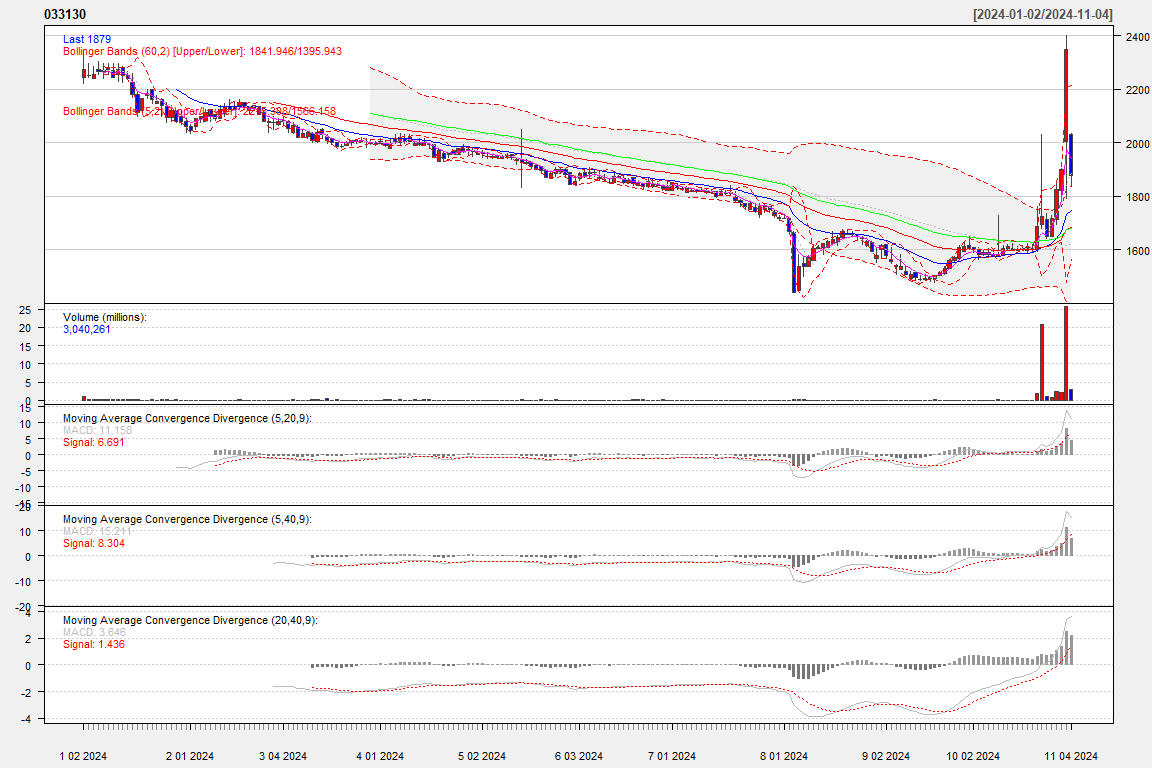 033130 [2024-01-02/2024-11-04]
Last 1879
Bollinger Bands (60,2) [Upper/Lower]: 1841.946/1395.943
Bollinger Bands (5,2) [Upper/Lower]:
2400
2200
2000
1800
1600
Volume (millions):
3,040,261
25
20
15
10
5
0
Moving Average Convergence Divergence (5,20,9):
MACD: 11.158
Signal: 6.691
15
10
5
0
-5
-10
-15
Moving Average Convergence Divergence (5,40,9):
MACD: 15.211
Signal: 8.304
20
10
0
-10
-20
Moving Average Convergence Divergence (20,40,9):
MACD: 3.646
Signal: 1.436
4
2
0
-2
-4
1 02 2024 2 01 2024 3 04 2024 4 01 2024 5 02 2024 6 03 2024 7 01 2024 8 01 2024 9 02 2024 10 02 2024 11 04 2024